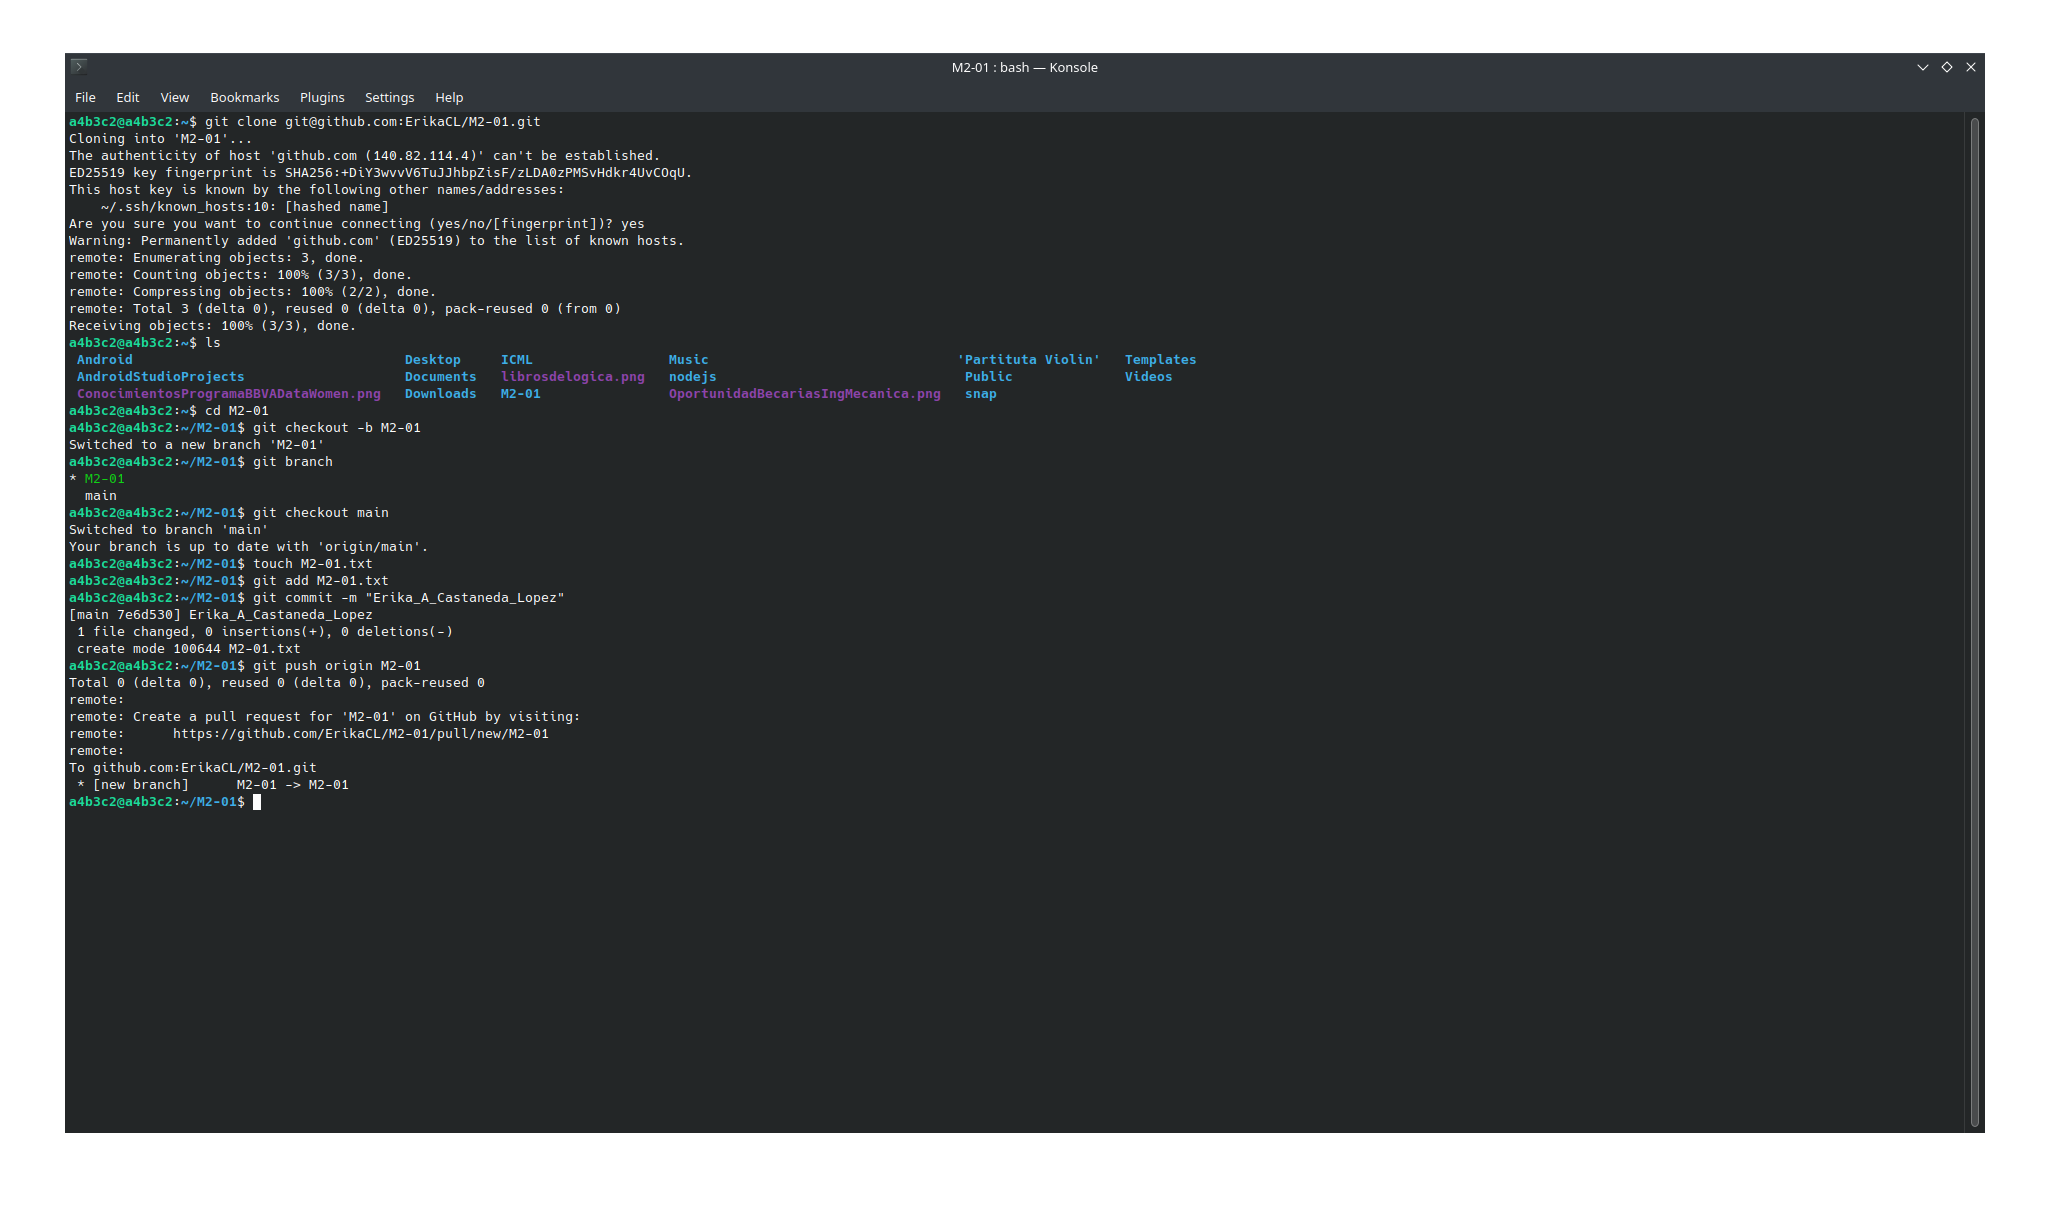 M2-01 : bash — Konsole
File Edit View Bookmarks Plugins Settings Help
a4b3c2@a4b3c2:~$ git clone git@github.com:ErikaCL/M2-01.git
Cloning into 'M2-01'...
The authenticity of host 'github.com (140.82.114.4)' can't be established.
ED25519 key fingerprint is SHA256:+DiY3wvvV6TuJJhbpZisF/zLDA0zPMSvHdkr4UvCOqU.
This host key is known by the following other names/addresses:
    ~/.ssh/known_hosts:10: [hashed name]
Are you sure you want to continue connecting (yes/no/[fingerprint])? yes
Warning: Permanently added 'github.com' (ED25519) to the list of known hosts.
remote: Enumerating objects: 3, done.
remote: Counting objects: 100% (3/3), done.
remote: Compressing objects: 100% (2/2), done.
remote: Total 3 (delta 0), reused 0 (delta 0), pack-reused 0 (from 0)
Receiving objects: 100% (3/3), done.
a4b3c2@a4b3c2:~$ ls
Android Desktop ICML Music 'Partituta Violin' Templates
AndroidStudioProjects Documents librosdelogica.png nodejs Public Videos
ConocimientosProgramaBBVADataWomen.png Downloads M2-01 OportunidadBecariasIngMecanica.png snap
a4b3c2@a4b3c2:~$ cd M2-01
a4b3c2@a4b3c2:~/M2-01$ git checkout -b M2-01
Switched to a new branch 'M2-01'
a4b3c2@a4b3c2:~/M2-01$ git branch
* M2-01
  main
a4b3c2@a4b3c2:~/M2-01$ git checkout main
Switched to branch 'main'
Your branch is up to date with 'origin/main'.
a4b3c2@a4b3c2:~/M2-01$ touch M2-01.txt
a4b3c2@a4b3c2:~/M2-01$ git add M2-01.txt
a4b3c2@a4b3c2:~/M2-01$ git commit -m "Erika_A_Castaneda_Lopez"
[main 7e6d530] Erika_A_Castaneda_Lopez
 1 file changed, 0 insertions(+), 0 deletions(-)
 create mode 100644 M2-01.txt
a4b3c2@a4b3c2:~/M2-01$ git push origin M2-01
Total 0 (delta 0), reused 0 (delta 0), pack-reused 0
remote:
remote: Create a pull request for 'M2-01' on GitHub by visiting:
remote:      https://github.com/ErikaCL/M2-01/pull/new/M2-01
remote:
To github.com:ErikaCL/M2-01.git
 * [new branch]      M2-01 -> M2-01
a4b3c2@a4b3c2:~/M2-01$